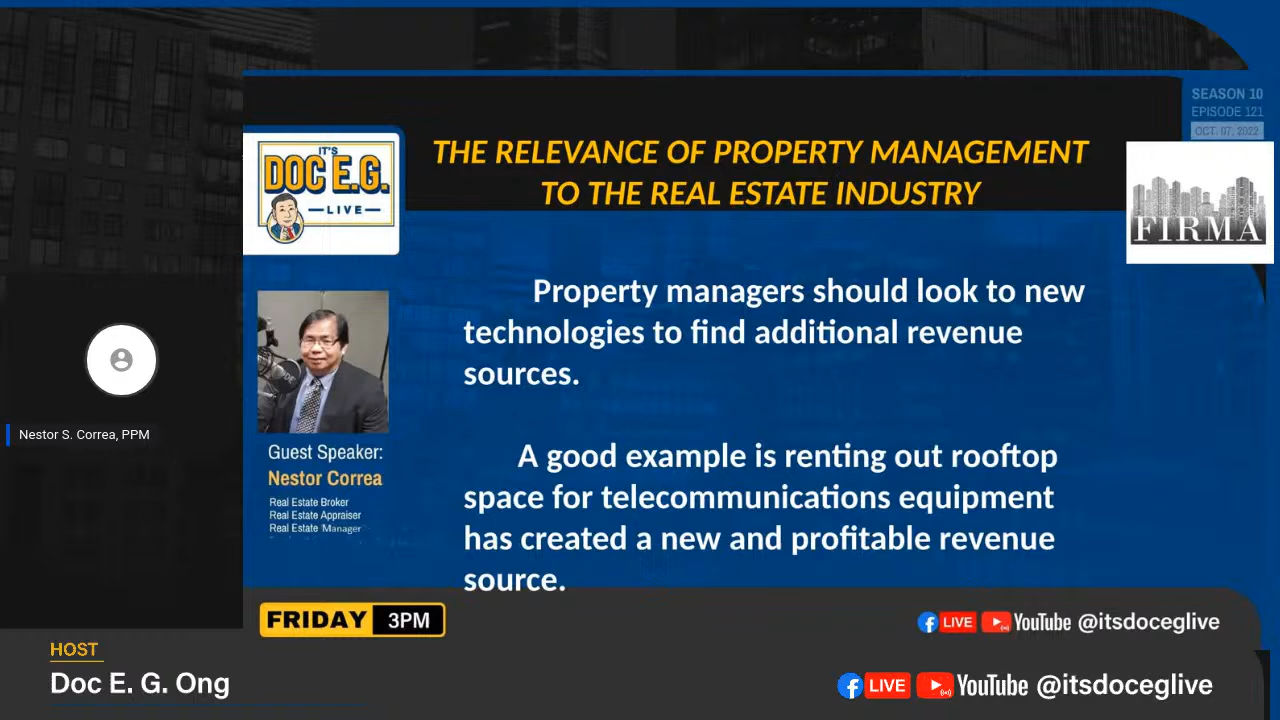 SEASON 10
EPISODE 121
OCT. 07, 2022
IT'S
DOC E.G.
LIVE
THE RELEVANCE OF PROPERTY MANAGEMENT
TO THE REAL ESTATE INDUSTRY
FIRMA
Property managers should look to new
technologies to find additional revenue
sources.
A good example is renting out rooftop
space for telecommunications equipment
has created a new and profitable revenue
source.
Nestor S. Correa, PPM
Guest Speaker:
Nestor Correa
Real Estate Broker
Real Estate Appraiser
Real Estate Manager
FRIDAY 3PM
LIVE YouTube @itsdoceglive
HOST
Doc E. G. Ong
LIVE YouTube @itsdoceglive